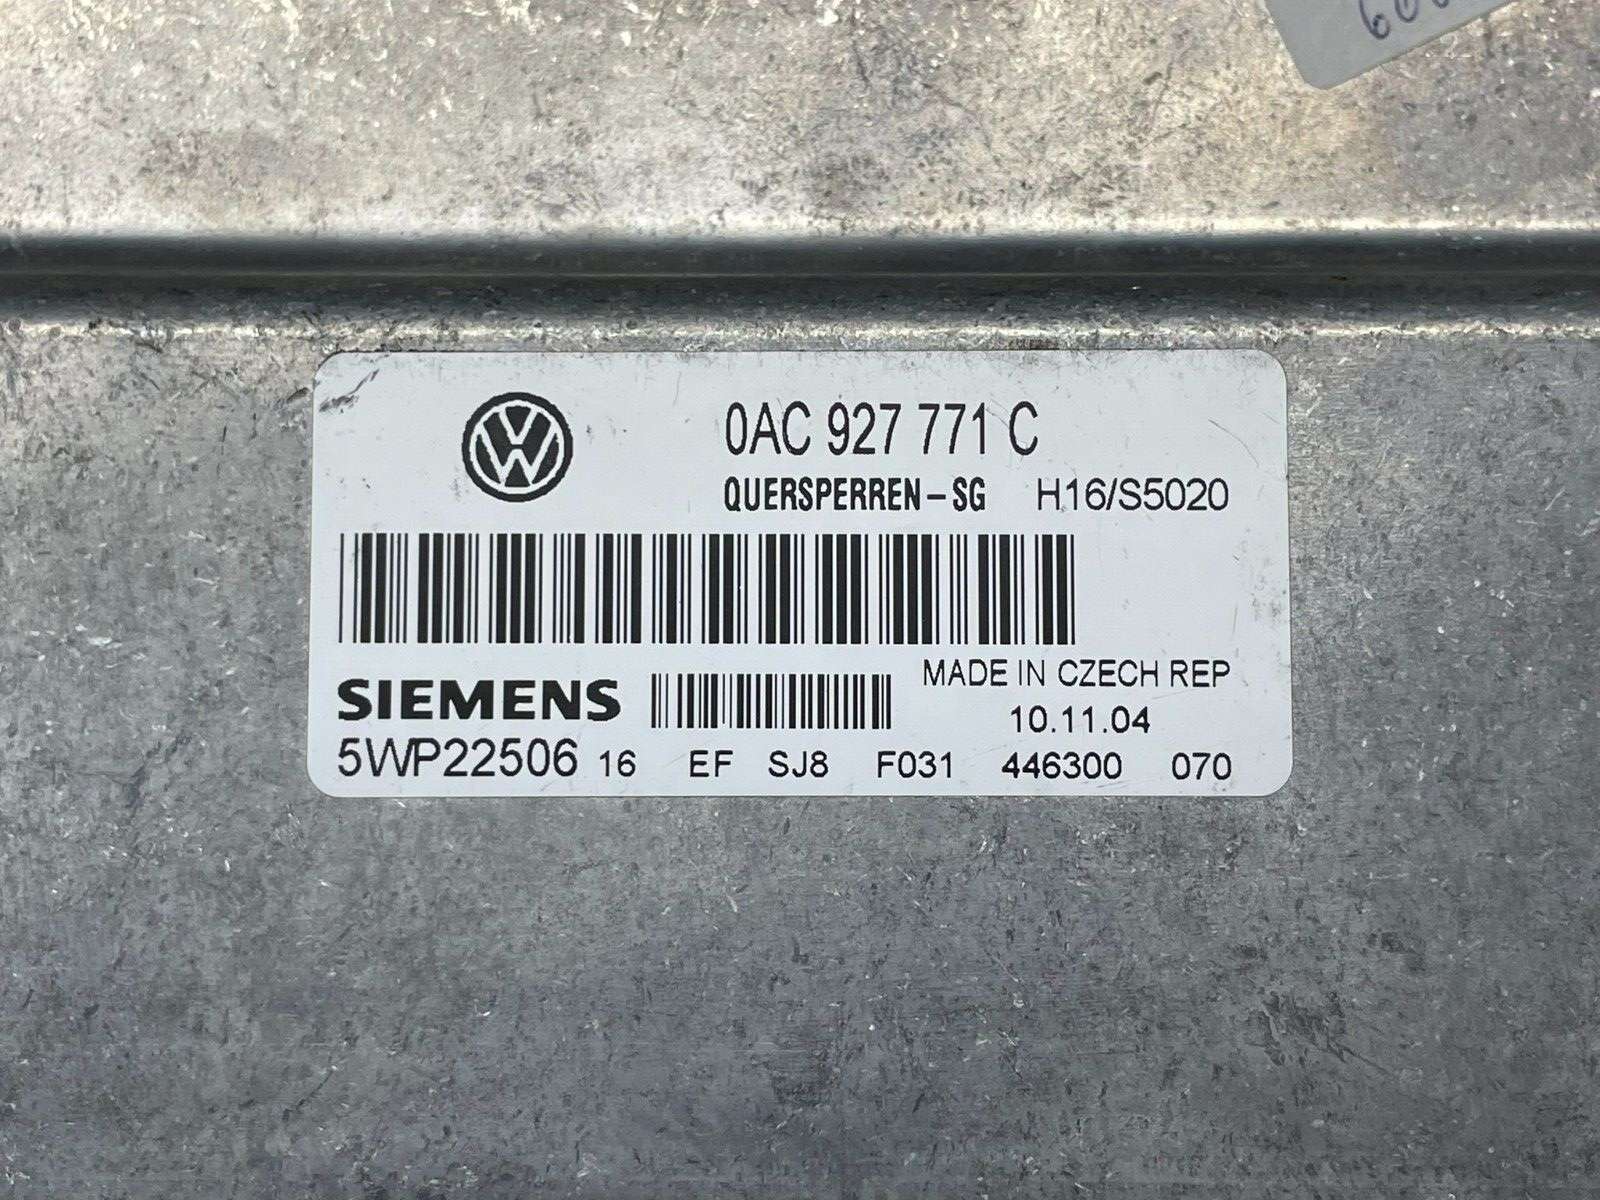 0AC 927 771 C
QUERSPERREN-SG H16/S5020
MADE IN CZECH REP
SIEMENS
10.11.04
5WP22506 16 EF SJ8 F031 446300 070